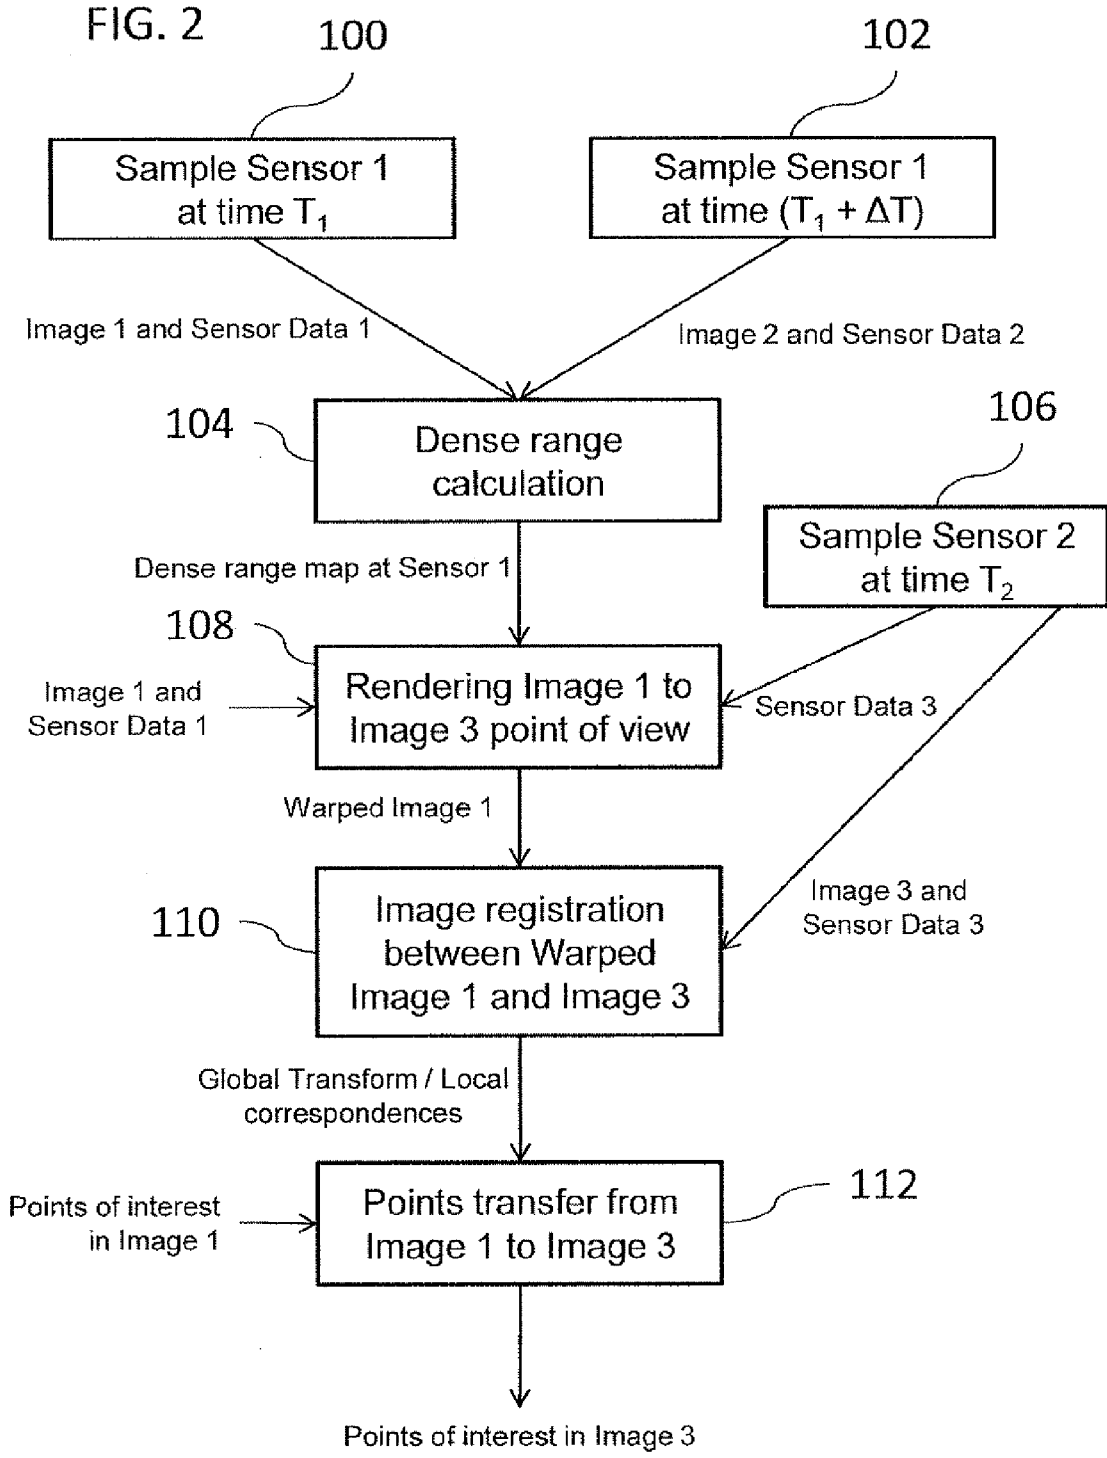 FIG. 2
100
102
Sample Sensor 1
at time T₁
Sample Sensor 1
at time (T₁ + ΔT)
Image 1 and Sensor Data 1
Image 2 and Sensor Data 2
104
Dense range
calculation
106
Sample Sensor 2
at time T₂
Dense range map at Sensor 1
108
Image 1 and
Sensor Data 1
Rendering Image 1 to
Image 3 point of view
Sensor Data 3
Warped Image 1
110
Image registration
between Warped
Image 1 and Image 3
Image 3 and
Sensor Data 3
Global Transform / Local
correspondences
Points of interest
in Image 1
Points transfer from
Image 1 to Image 3
112
Points of interest in Image 3